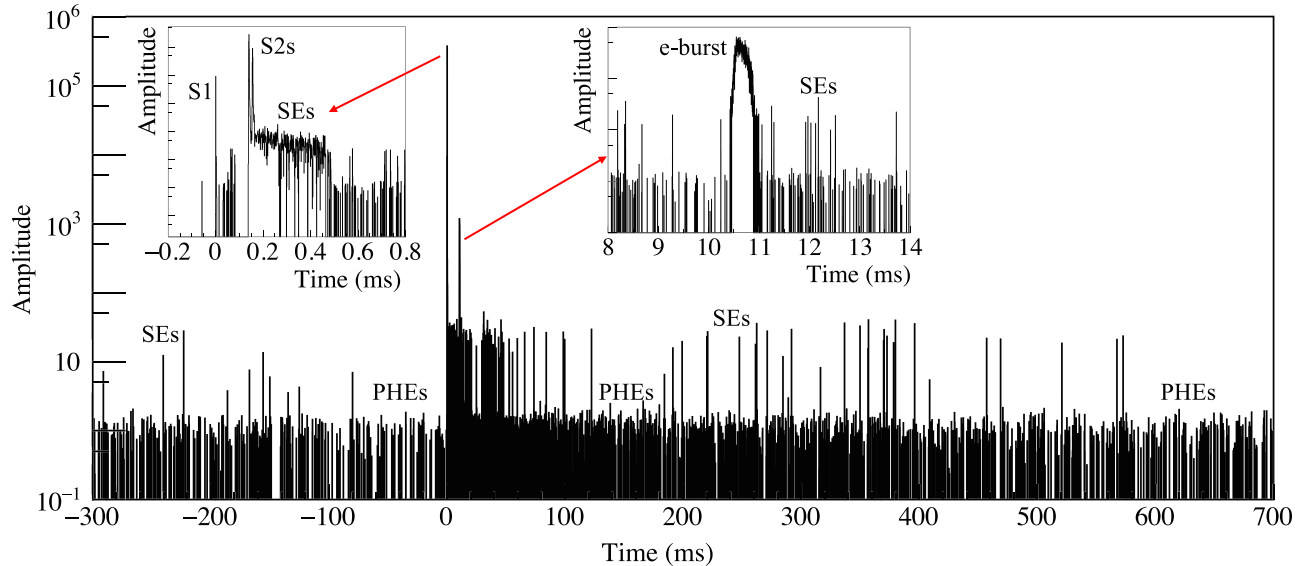 10^6
10^5
10^3
10
10^−1
Amplitude
−300
−200
−100
0
100
200
300
400
500
600
700
Time (ms)
SEs
PHEs
PHEs
SEs
PHEs
Amplitude
S1
S2s
SEs
−0.2
0
0.2
0.4
0.6
0.8
Time (ms)
Amplitude
e-burst
SEs
8
9
10
11
12
13
14
Time (ms)